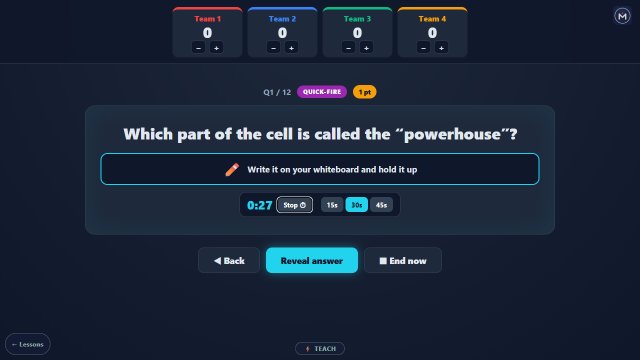 Team 1
0
− +
Team 2
0
− +
Team 3
0
− +
Team 4
0
− +
M
Q1 / 12 QUICK-FIRE 1 pt
Which part of the cell is called the “powerhouse”?
Write it on your whiteboard and hold it up
0:27 Stop ⏱ 15s 30s 45s
◀ Back Reveal answer ■ End now
← Lessons
⚡ TEACH